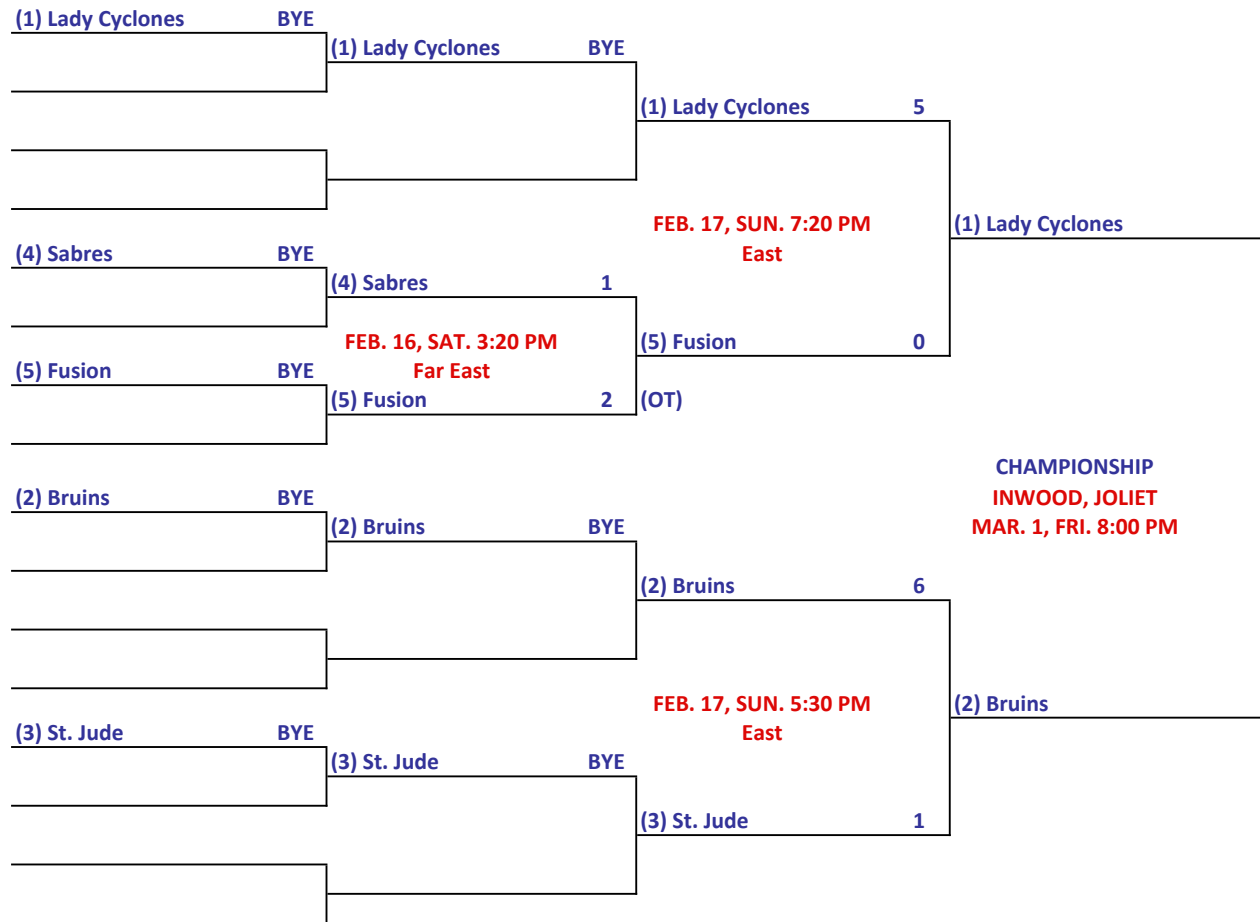 (1) Lady Cyclones BYE
(1) Lady Cyclones BYE
(1) Lady Cyclones 5
FEB. 17, SUN. 7:20 PM
East
(1) Lady Cyclones
(4) Sabres BYE
(4) Sabres 1
FEB. 16, SAT. 3:20 PM
Far East
(5) Fusion 0
(5) Fusion BYE
(5) Fusion 2 (OT)
CHAMPIONSHIP
INWOOD, JOLIET
MAR. 1, FRI. 8:00 PM
(2) Bruins BYE
(2) Bruins BYE
(2) Bruins 6
FEB. 17, SUN. 5:30 PM
East
(2) Bruins
(3) St. Jude BYE
(3) St. Jude BYE
(3) St. Jude 1